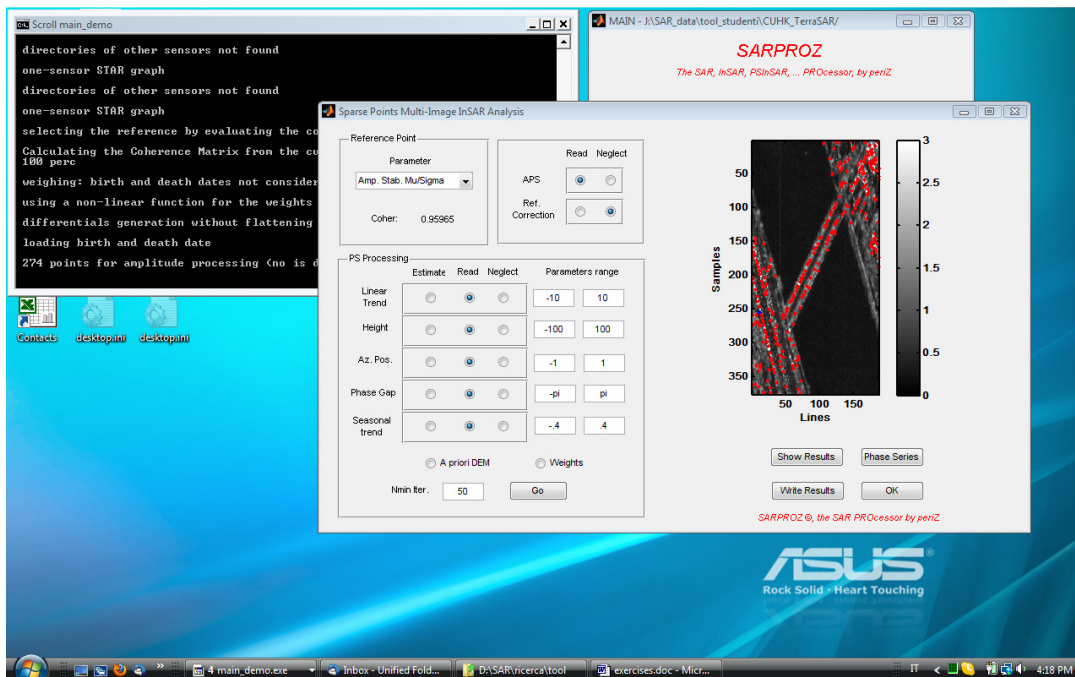 Scroll main_demo
directories of other sensors not found
one-sensor STAR graph
directories of other sensors not found
one-sensor STAR graph
selecting the reference by evaluating the co
Calculating the Coherence Matrix from the cu
100 perc
weighing: birth and death dates not consider
using a non-linear function for the weights
differentials generation without flattening
loading birth and death date
274 points for amplitude processing (no is d
MAIN - J:\SAR_data\tool_studenti\CUHK_TerraSAR/
SARPROZ
The SAR, InSAR, PSInSAR, ... PROcessor, by periZ
Sparse Points Multi-Image InSAR Analysis
Reference Point
Parameter
Amp. Stab. Mu/Sigma
Coher: 0.95965
Read Neglect
APS
Ref.
Correction
PS Processing
Estimate Read Neglect Parameters range
Linear
Trend
-10 10
Height -100 100
Az. Pos. -1 1
Phase Gap -pi pi
Seasonal
trend
-.4 .4
A priori DEM Weights
Nmin Iter. 50 Go
Samples
50
100
150
200
250
300
350
50 100 150
Lines
3
2.5
2
1.5
1
0.5
0
Show Results Phase Series
Write Results OK
SARPROZ ©, the SAR PROcessor by periZ
Contacts desktop.ini desktop.ini
ASUS®
Rock Solid · Heart Touching
4 main_demo.exe Inbox - Unified Fold... D:\SAR\ricerca\tool exercises.doc - Micr... IT 4:18 PM